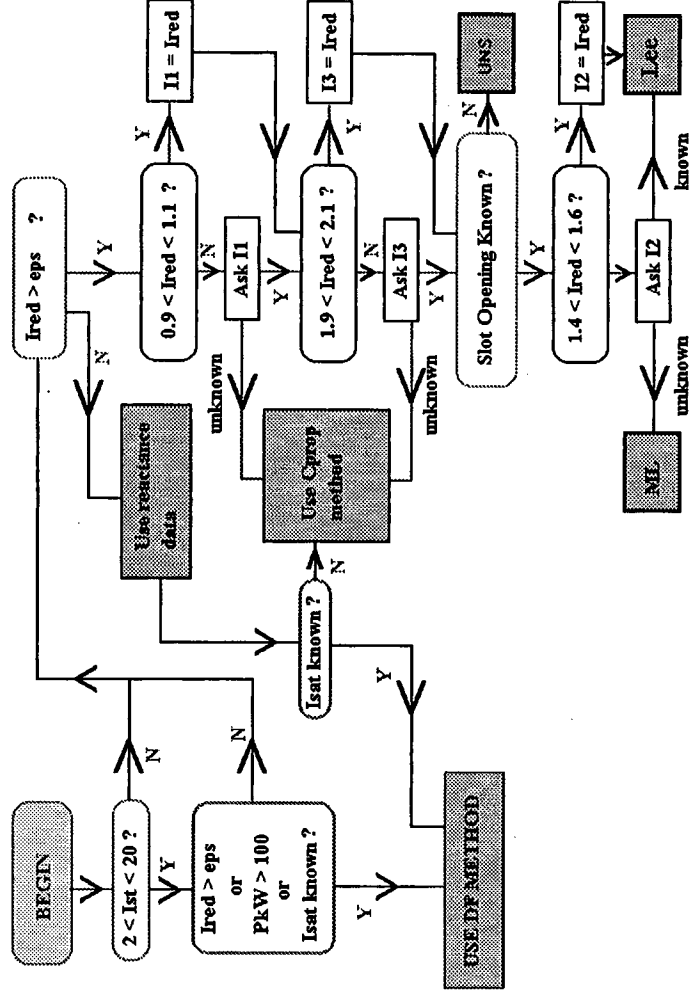 BEGIN
2 < Ist < 20 ?
N
Y
Ired > eps
or
PkW > 100
or
Isat known ?
N
Y
USE DF METHOD
Ired > eps ?
N
Y
Use reactance
data
Isat known ?
N
Y
Use Cprop
method
0.9 < Ired < 1.1 ?
Y
I1 = Ired
N
Ask I1
unknown
Y
1.9 < Ired < 2.1 ?
Y
I3 = Ired
N
Ask I3
unknown
Y
Slot Opening Known ?
N
UNS
Y
1.4 < Ired < 1.6 ?
Y
I2 = Ired
Ask I2
unknown
known
ML
Lee